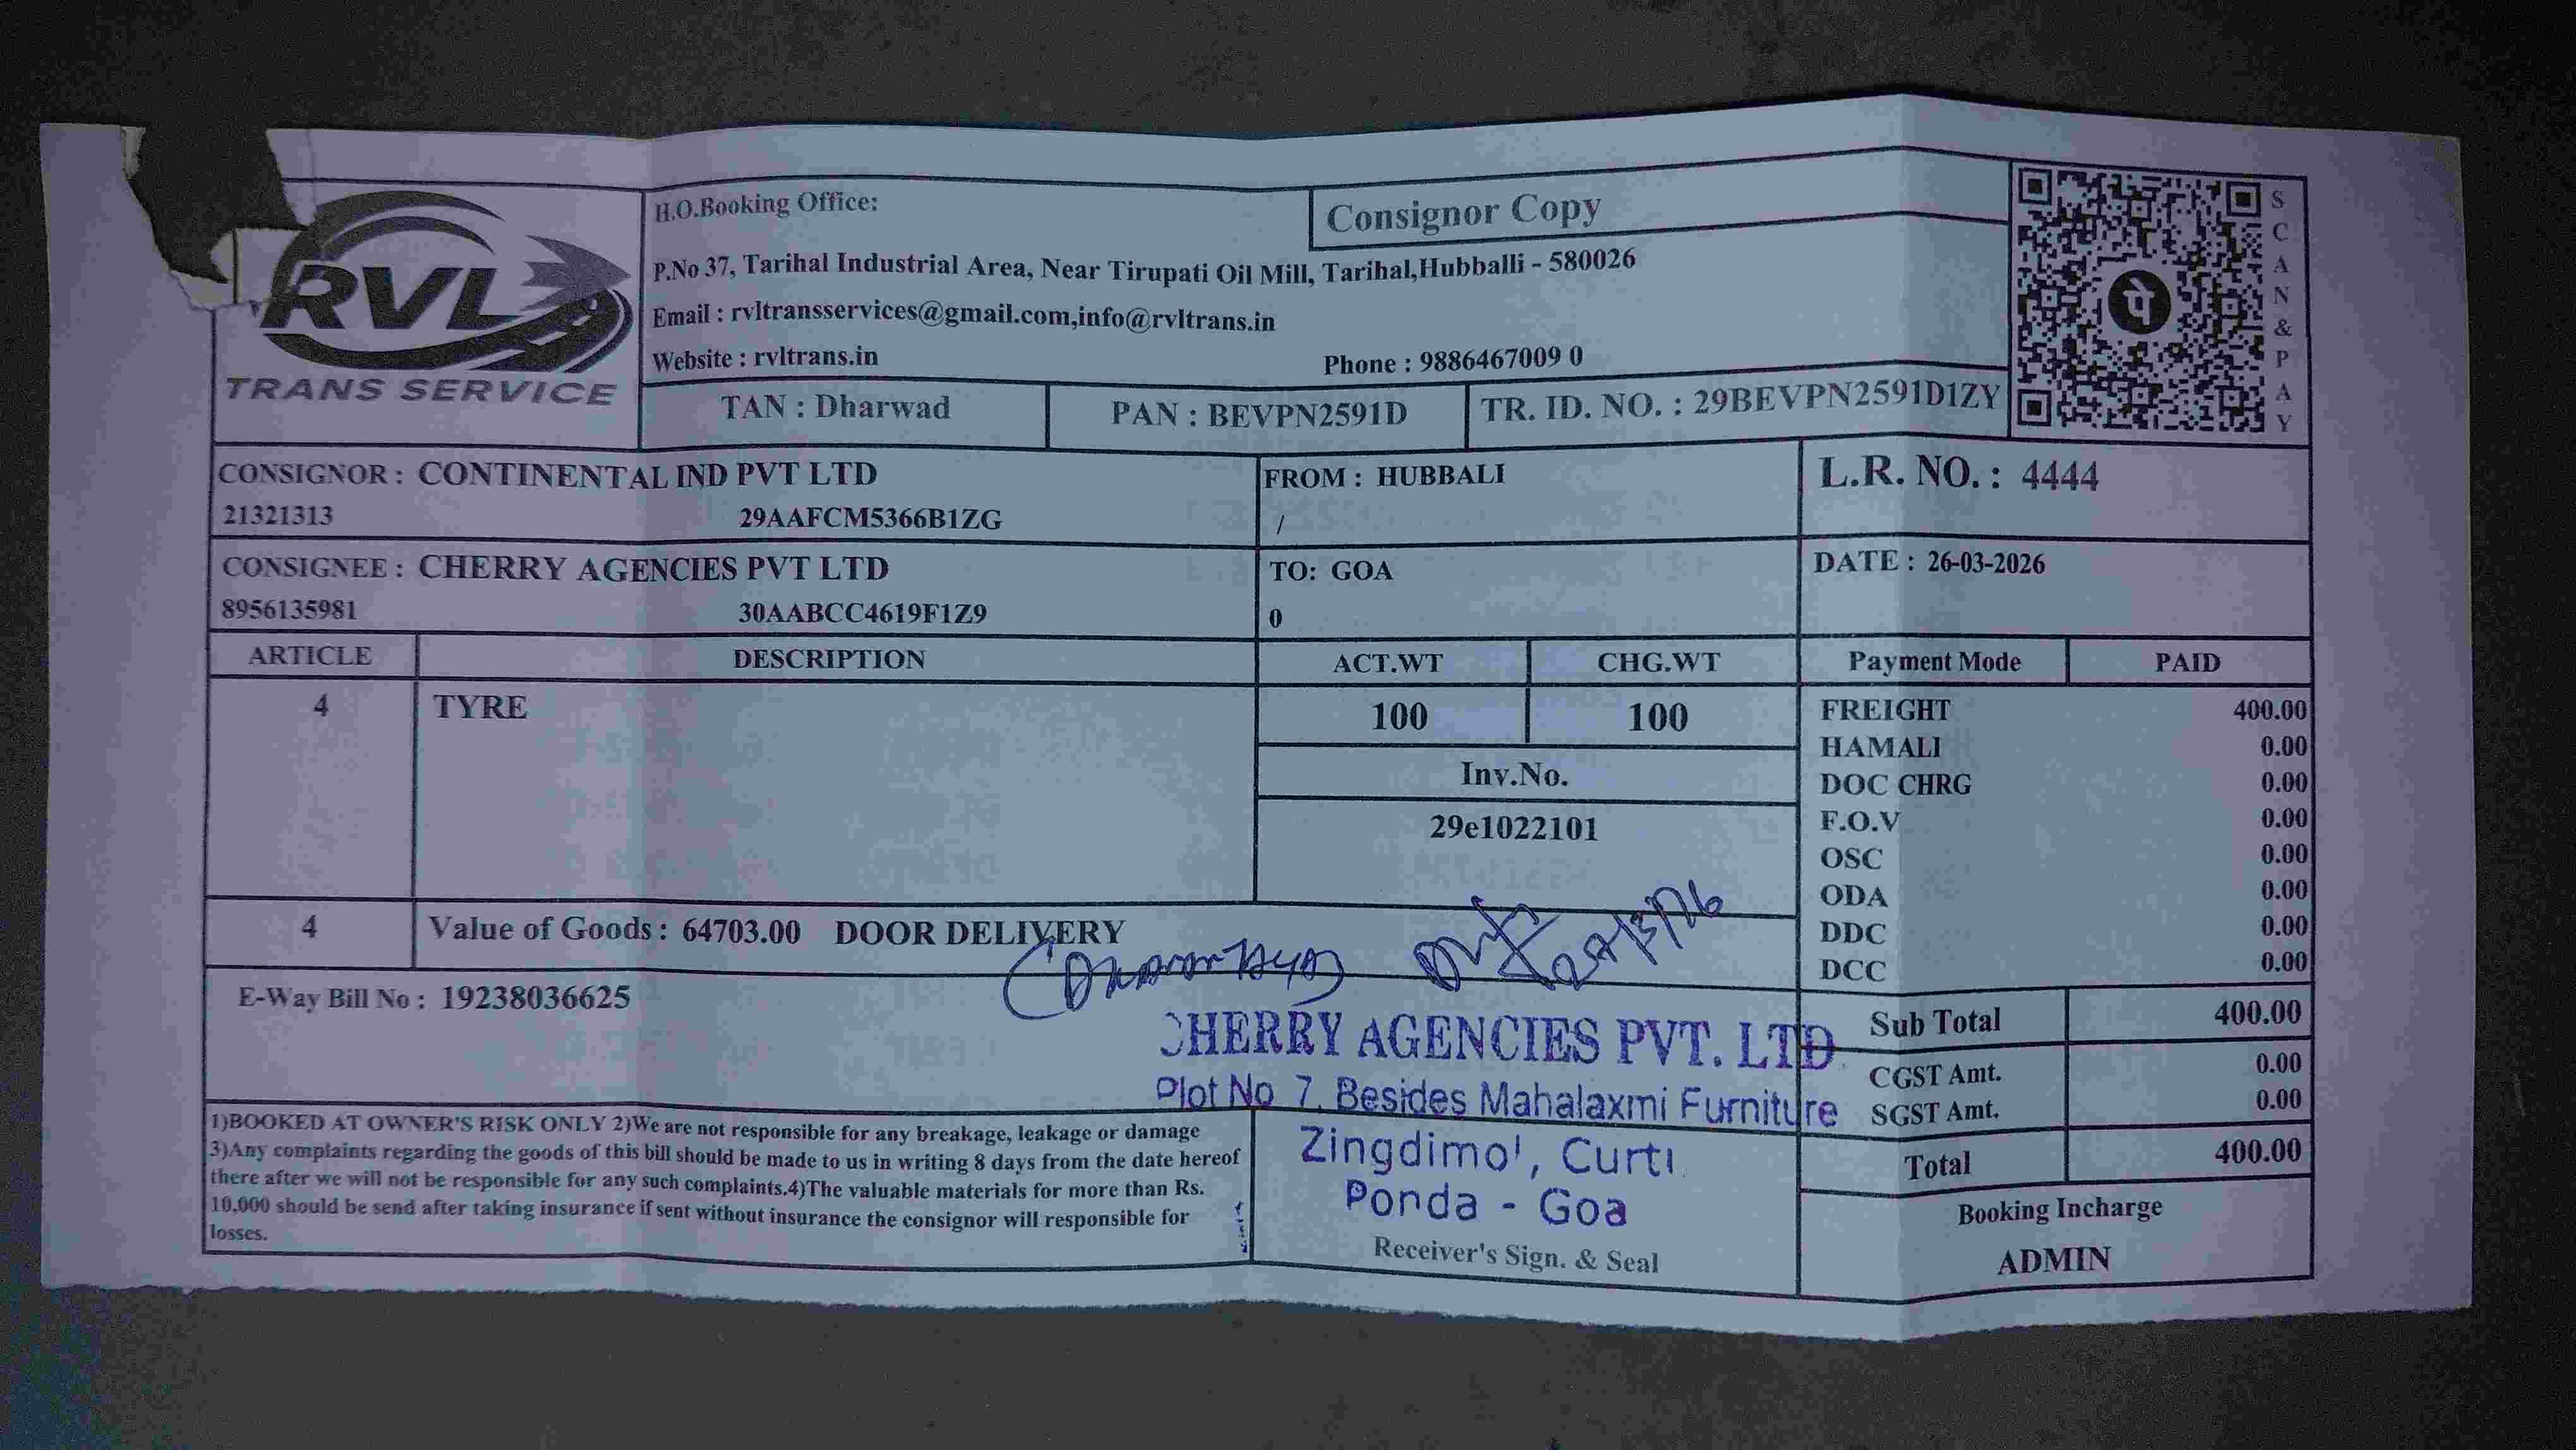 RVL
TRANS SERVICE
H.O.Booking Office:
Consignor Copy
P.No 37, Tarihal Industrial Area, Near Tirupati Oil Mill, Tarihal,Hubballi - 580026
Email : rvltransservices@gmail.com,info@rvltrans.in
Website : rvltrans.in Phone : 9886467009 0
TAN : Dharwad PAN : BEVPN2591D TR. ID. NO. : 29BEVPN2591D1ZY
पे
SCAN&PAY
CONSIGNOR : CONTINENTAL IND PVT LTD
21321313 29AAFCM5366B1ZG
FROM : HUBBALI
/
L.R. NO. : 4444
CONSIGNEE : CHERRY AGENCIES PVT LTD
8956135981 30AABCC4619F1Z9
TO: GOA
0
DATE : 26-03-2026
ARTICLE DESCRIPTION ACT.WT CHG.WT Payment Mode PAID
4 TYRE 100 100
Inv.No.
29e1022101
FREIGHT 400.00
HAMALI 0.00
DOC CHRG 0.00
F.O.V 0.00
OSC 0.00
ODA 0.00
DDC 0.00
DCC 0.00
4 Value of Goods : 64703.00 DOOR DELIVERY
E-Way Bill No : 19238036625
Sub Total 400.00
CGST Amt. 0.00
SGST Amt. 0.00
Total 400.00
CHERRY AGENCIES PVT. LTD.
Plot No 7, Besides Mahalaxmi Furniture
Curti
Ponda - Goa
Receiver's Sign. & Seal
1)BOOKED AT OWNER'S RISK ONLY 2)We are not responsible for any breakage, leakage or damage
3)Any complaints regarding the goods of this bill should be made to us in writing 8 days from the date hereof
there after we will not be responsible for any such complaints.4)The valuable materials for more than Rs.
10,000 should be send after taking insurance if sent without insurance the consignor will responsible for
losses.
Booking Incharge
ADMIN